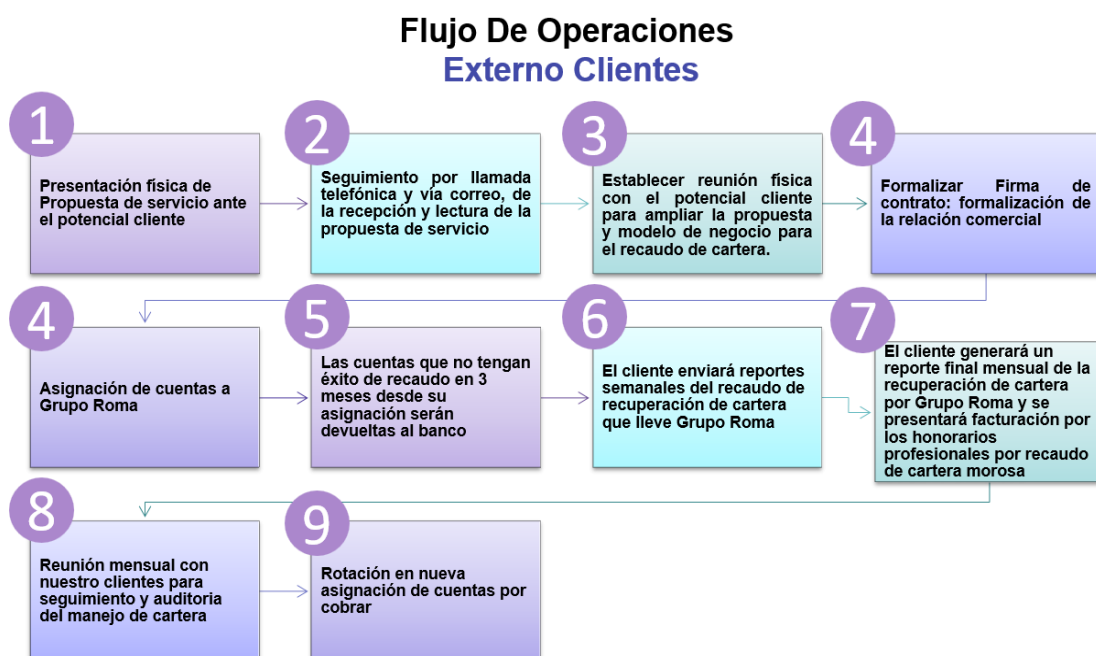 Flujo De Operaciones
Externo Clientes
1
Presentación física de
Propuesta de servicio ante
el potencial cliente
2
Seguimiento por llamada
telefónica y vía correo, de
la recepción y lectura de la
propuesta de servicio
3
Establecer reunión física
con el potencial cliente
para ampliar la propuesta
y modelo de negocio para
el recaudo de cartera.
4
Formalizar Firma de
contrato: formalización de
la relación comercial
4
Asignación de cuentas a
Grupo Roma
5
Las cuentas que no tengan
éxito de recaudo en 3
meses desde su
asignación serán
devueltas al banco
6
El cliente enviará reportes
semanales del recaudo de
recuperación de cartera
que lleve Grupo Roma
7
El cliente generará un
reporte final mensual de la
recuperación de cartera
por Grupo Roma y se
presentará facturación por
los honorarios
profesionales por recaudo
de cartera morosa
8
Reunión mensual con
nuestro clientes para
seguimiento y auditoria
del manejo de cartera
9
Rotación en nueva
asignación de cuentas por
cobrar